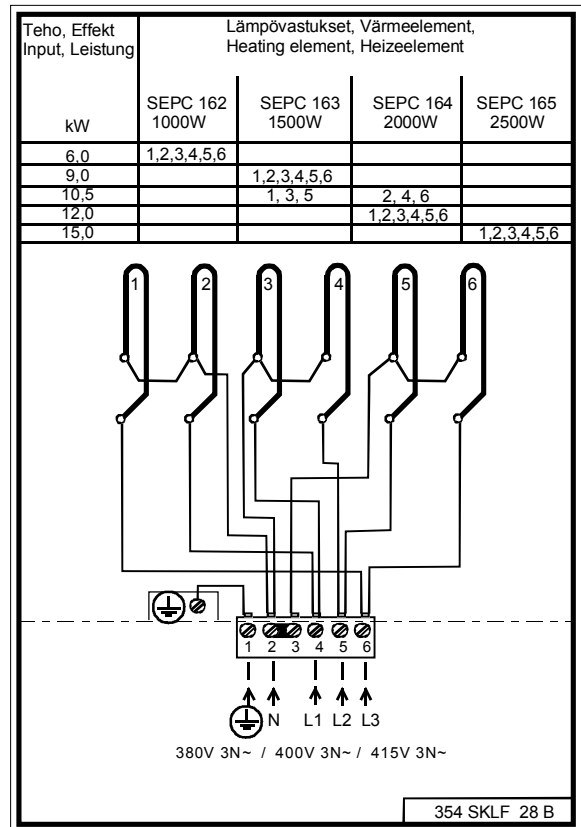 Teho, Effekt
Input, Leistung
Lämpövastukset, Värmeelement,
Heating element, Heizeelement
kW
SEPC 162
1000W
SEPC 163
1500W
SEPC 164
2000W
SEPC 165
2500W
6,0 1,2,3,4,5,6
9,0 1,2,3,4,5,6
10,5 1, 3, 5 2, 4, 6
12,0 1,2,3,4,5,6
15,0 1,2,3,4,5,6
1 2 3 4 5 6
1 2 3 4 5 6
N L1 L2 L3
380V 3N~ / 400V 3N~ / 415V 3N~
354 SKLF 28 B